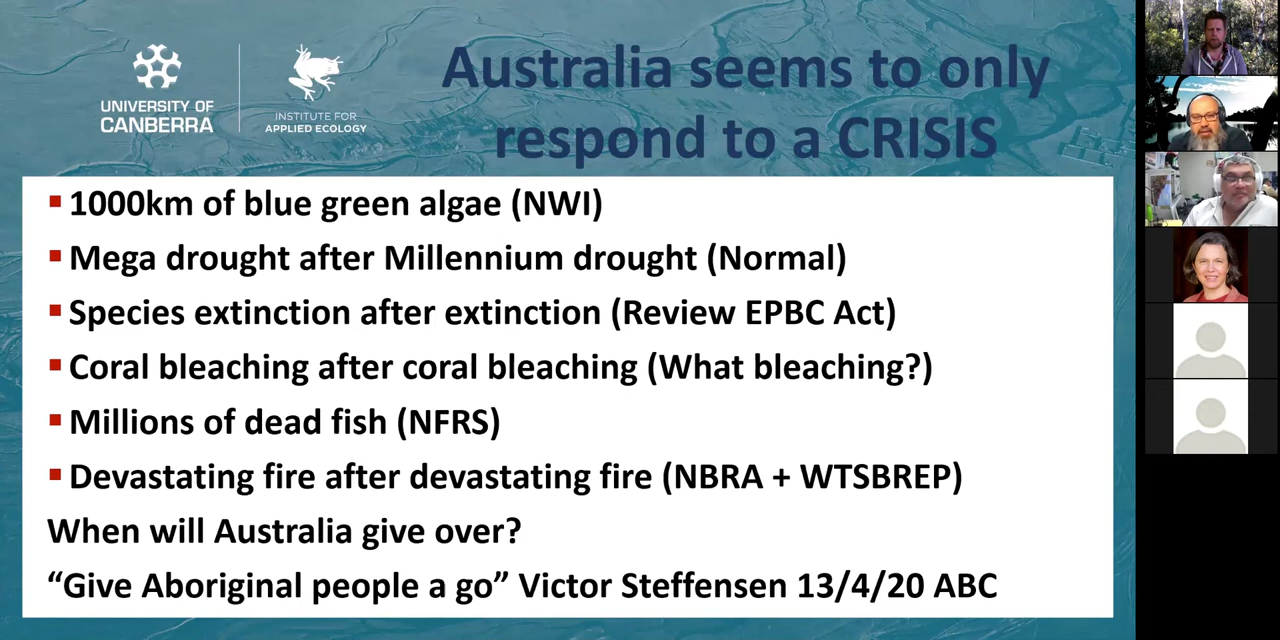 UNIVERSITY OF
CANBERRA
INSTITUTE FOR
APPLIED ECOLOGY
Australia seems to only
respond to a CRISIS
1000km of blue green algae (NWI)
Mega drought after Millennium drought (Normal)
Species extinction after extinction (Review EPBC Act)
Coral bleaching after coral bleaching (What bleaching?)
Millions of dead fish (NFRS)
Devastating fire after devastating fire (NBRA + WTSBREP)
When will Australia give over?
“Give Aboriginal people a go” Victor Steffensen 13/4/20 ABC